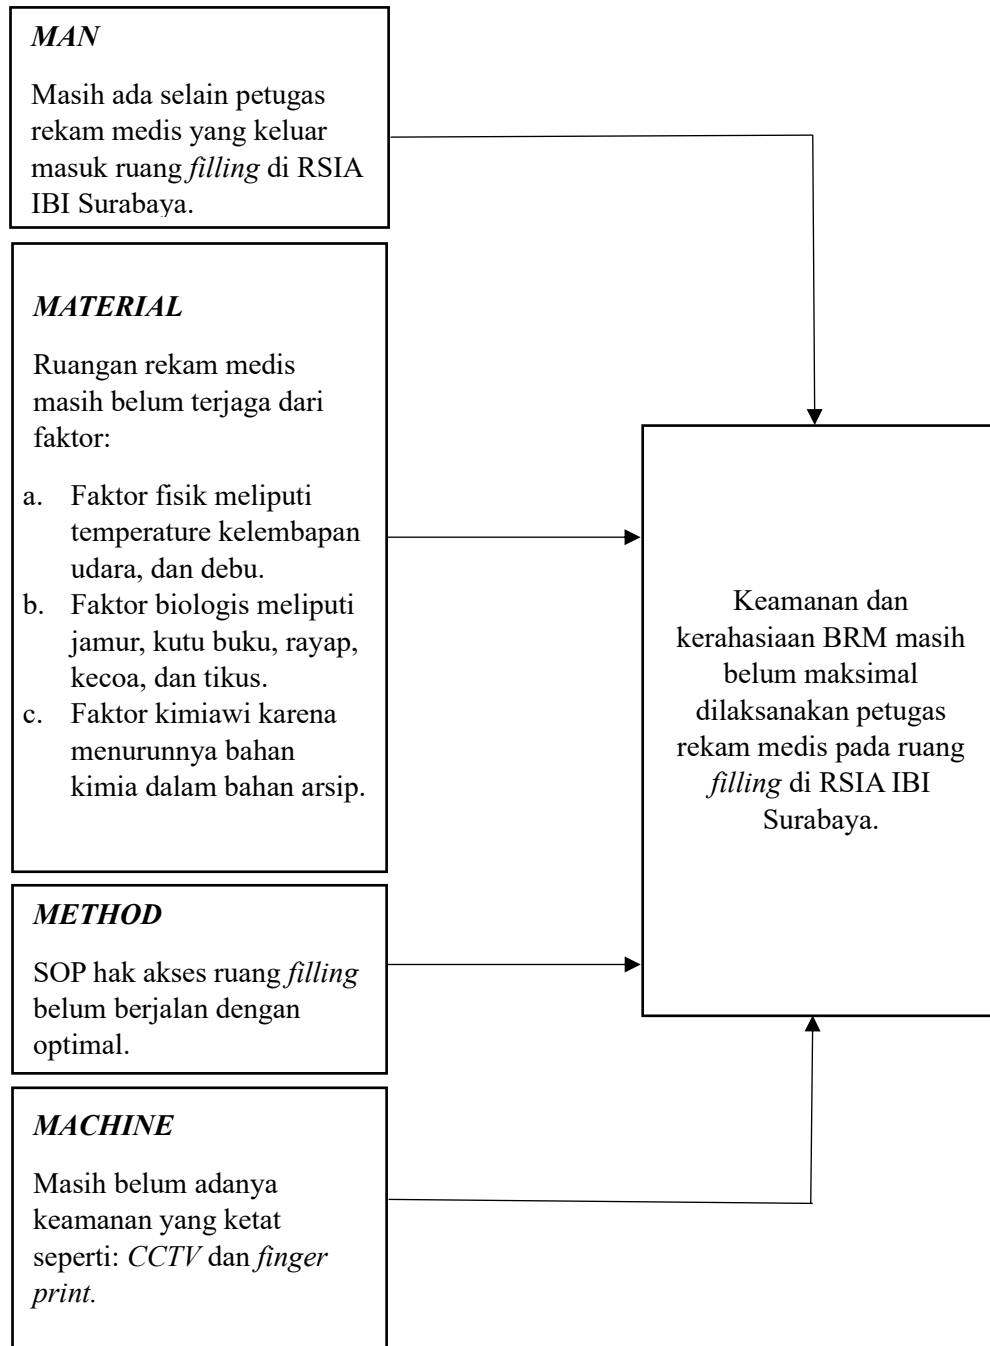 MAN
Masih ada selain petugas
rekam medis yang keluar
masuk ruang filling di RSIA
IBI Surabaya.
MATERIAL
Ruangan rekam medis
masih belum terjaga dari
faktor:
a. Faktor fisik meliputi
temperature kelembapan
udara, dan debu.
b. Faktor biologis meliputi
jamur, kutu buku, rayap,
kecoa, dan tikus.
c. Faktor kimiawi karena
menurunnya bahan
kimia dalam bahan arsip.
METHOD
SOP hak akses ruang filling
belum berjalan dengan
optimal.
MACHINE
Masih belum adanya
keamanan yang ketat
seperti: CCTV dan finger
print.
Keamanan dan
kerahasiaan BRM masih
belum maksimal
dilaksanakan petugas
rekam medis pada ruang
filling di RSIA IBI
Surabaya.